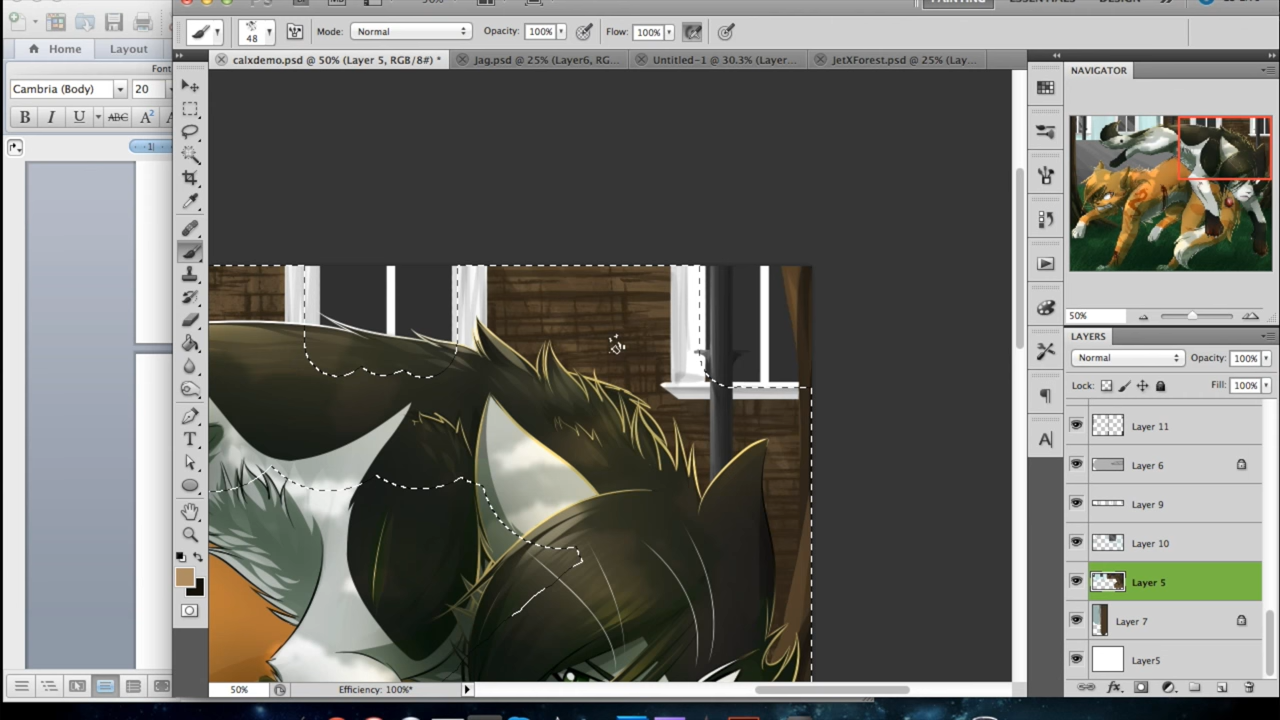 PAINTING ESSENTIALS DESIGN
48 Mode: Normal Opacity: 100% Flow: 100%
Home Layout
calxdemo.psd @ 50% (Layer 5, RGB/8#) * Jag.psd @ 25% (Layer6, RG... Untitled-1 @ 30.3% (Layer... JetXForest.psd @ 25% (Lay...
Font
Cambria (Body) 20
B I U ABC A2
NAVIGATOR
50%
LAYERS
Normal Opacity: 100%
Lock: Fill: 100%
Layer 11
Layer 6
Layer 9
Layer 10
Layer 5
Layer 7
Layer5
50% Efficiency: 100%*